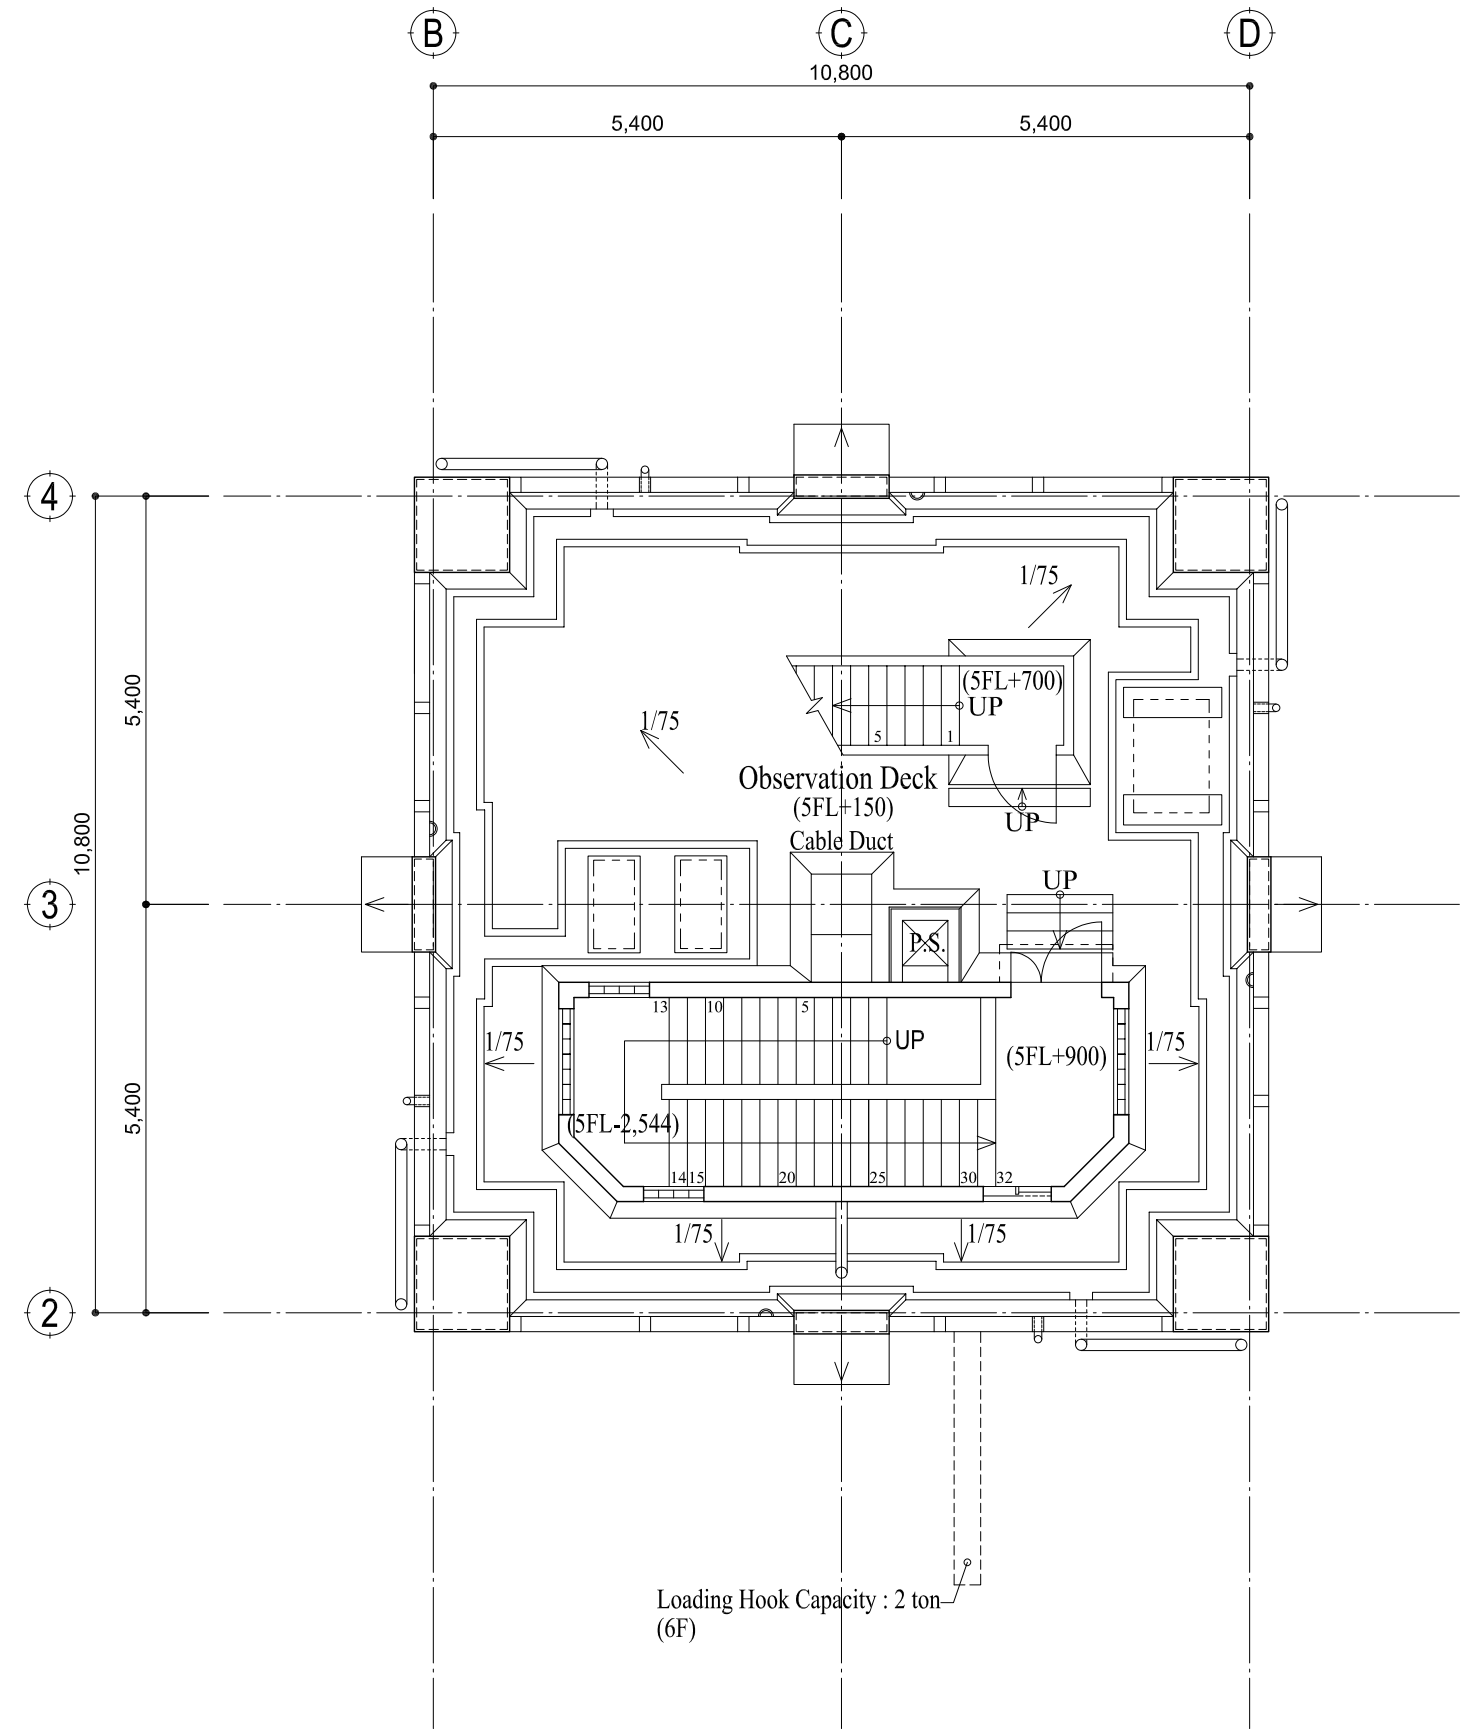 B
C
D
10,800
5,400
5,400
4
1/75
5,400
(5FL+700)
UP
1/75
5
1
Observation Deck
(5FL+150)
UP
Cable Duct
10,800
UP
3
P.S.
13
10
5
UP
1/75
(5FL+900)
1/75
5,400
(5FL-2,544)
14
15
20
25
30
32
1/75
1/75
2
Loading Hook Capacity : 2 ton
(6F)